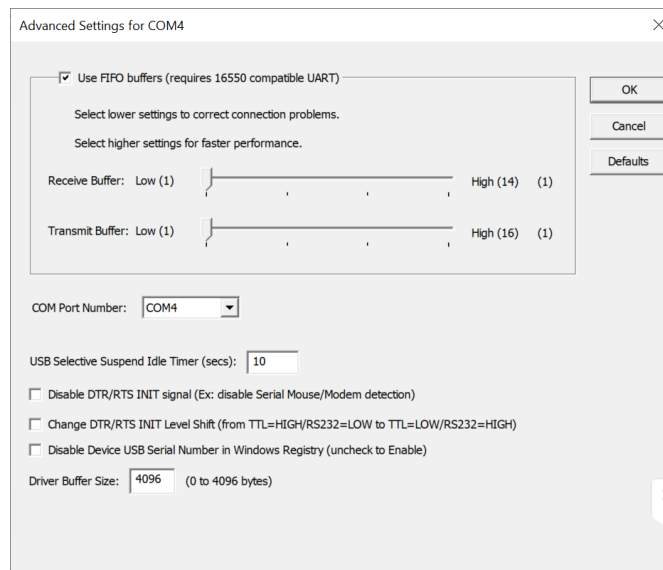 Advanced Settings for COM4
Use FIFO buffers (requires 16550 compatible UART)
OK
Select lower settings to correct connection problems.
Cancel
Select higher settings for faster performance.
Defaults
Receive Buffer: Low (1) High (14) (1)
Transmit Buffer: Low (1) High (16) (1)
COM Port Number: COM4
USB Selective Suspend Idle Timer (secs): 10
Disable DTR/RTS INIT signal (Ex: disable Serial Mouse/Modem detection)
Change DTR/RTS INIT Level Shift (from TTL=HIGH/RS232=LOW to TTL=LOW/RS232=HIGH)
Disable Device USB Serial Number in Windows Registry (uncheck to Enable)
Driver Buffer Size: 4096 (0 to 4096 bytes)